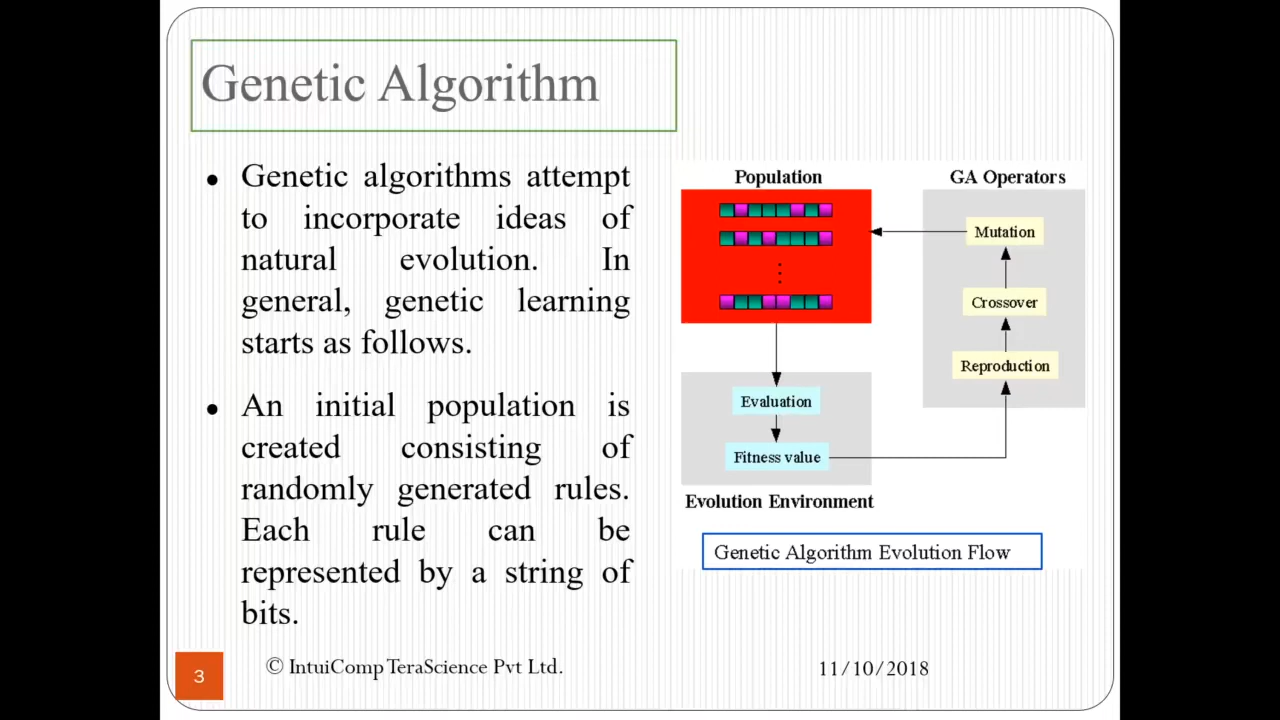 Genetic Algorithm
• Genetic algorithms attempt
to incorporate ideas of
natural evolution. In
general, genetic learning
starts as follows.
• An initial population is
created consisting of
randomly generated rules.
Each rule can be
represented by a string of
bits.
Population
GA Operators
Mutation
Crossover
Reproduction
Evaluation
Fitness value
Evolution Environment
Genetic Algorithm Evolution Flow
3
© IntuiComp TeraScience Pvt Ltd.
11/10/2018